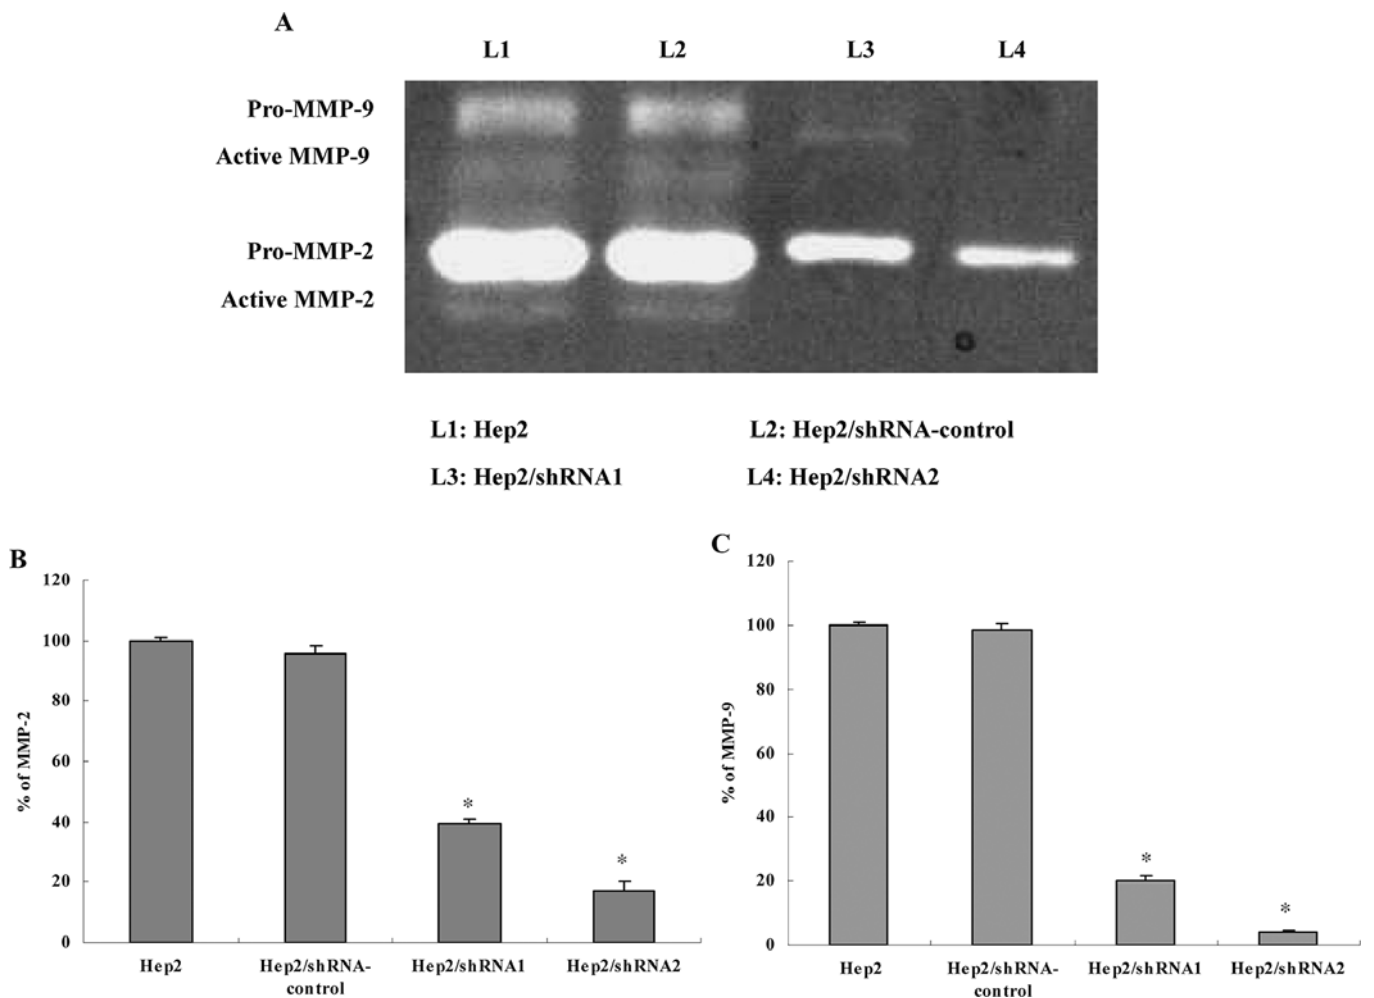 A
L1 L2 L3 L4
Pro-MMP-9
Active MMP-9
Pro-MMP-2
Active MMP-2
L1: Hep2 L2: Hep2/shRNA-control
L3: Hep2/shRNA1 L4: Hep2/shRNA2
B
120
100
80
60
40
20
0
% of MMP-2
*
*
Hep2 Hep2/shRNA- Hep2/shRNA1 Hep2/shRNA2
control
C
120
100
80
60
40
20
0
% of MMP-9
*
*
Hep2 Hep2/shRNA- Hep2/shRNA1 Hep2/shRNA2
control